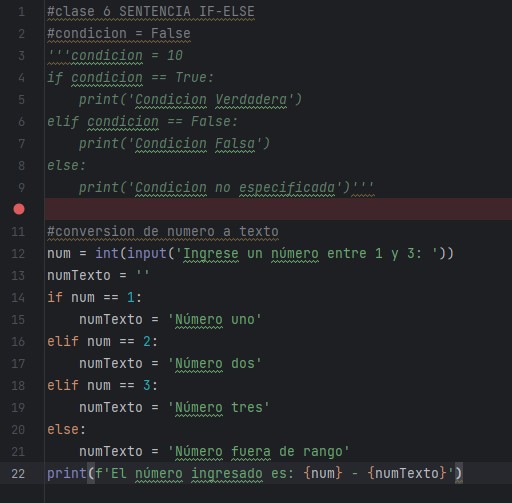 1 #clase 6 SENTENCIA IF-ELSE
2 #condicion = False
3 '''condicion = 10
4 if condicion == True:
5     print('Condicion Verdadera')
6 elif condicion == False:
7     print('Condicion Falsa')
8 else:
9     print('Condicion no especificada')'''
11 #conversion de numero a texto
12 num = int(input('Ingrese un número entre 1 y 3: '))
13 numTexto = ''
14 if num == 1:
15     numTexto = 'Número uno'
16 elif num == 2:
17     numTexto = 'Número dos'
18 elif num == 3:
19     numTexto = 'Número tres'
20 else:
21     numTexto = 'Número fuera de rango'
22 print(f'El número ingresado es: {num} - {numTexto}')